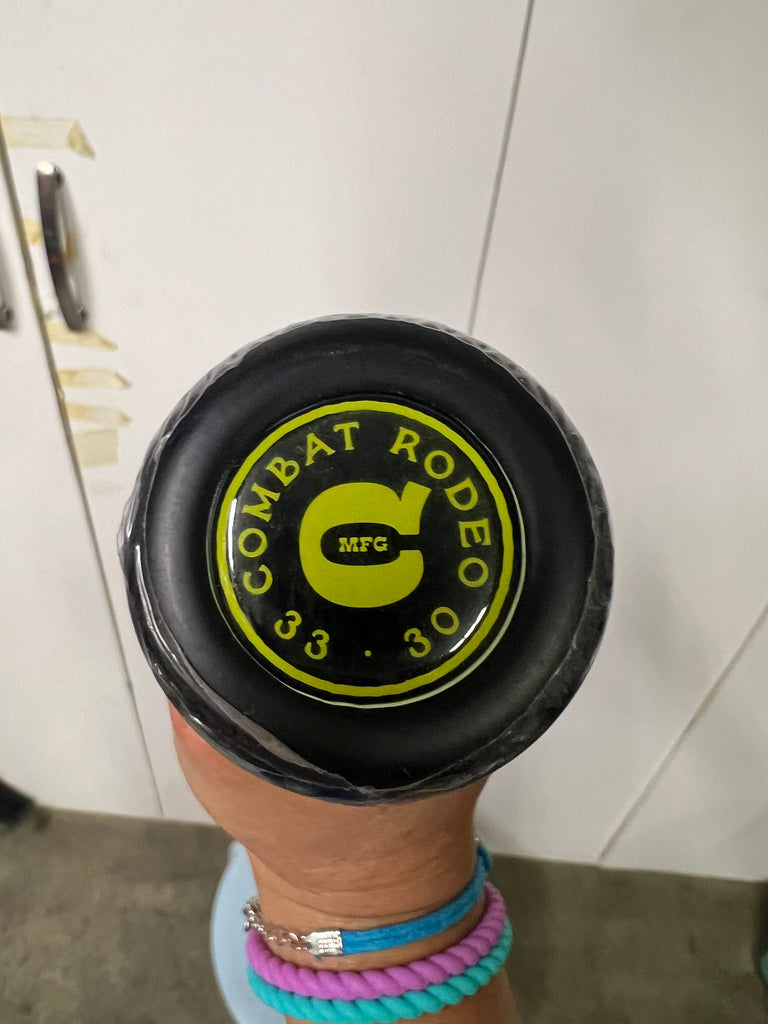 COMBAT RODEO
C
MFG
33 . 30